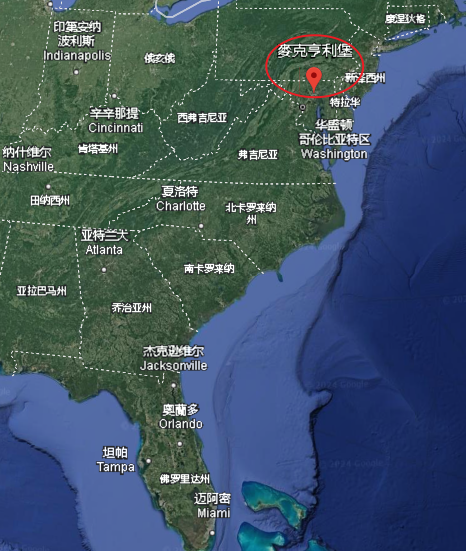 康涅狄格
印第安纳
波利斯
Indianapolis
俄亥俄
麥克亨利堡
新泽西州
特拉华
辛辛那提
Cincinnati
西弗吉尼亚
华盛顿
哥伦比亚特区
Washington
肯塔基州
纳什维尔
Nashville
弗吉尼亚
田纳西州
夏洛特
Charlotte
北卡罗来纳
州
亚特兰大
Atlanta
南卡罗来纳
亚拉巴马州
乔治亚州
杰克逊维尔
Jacksonville
奧蘭多
Orlando
坦帕
Tampa
佛罗里达州
迈阿密
Miami